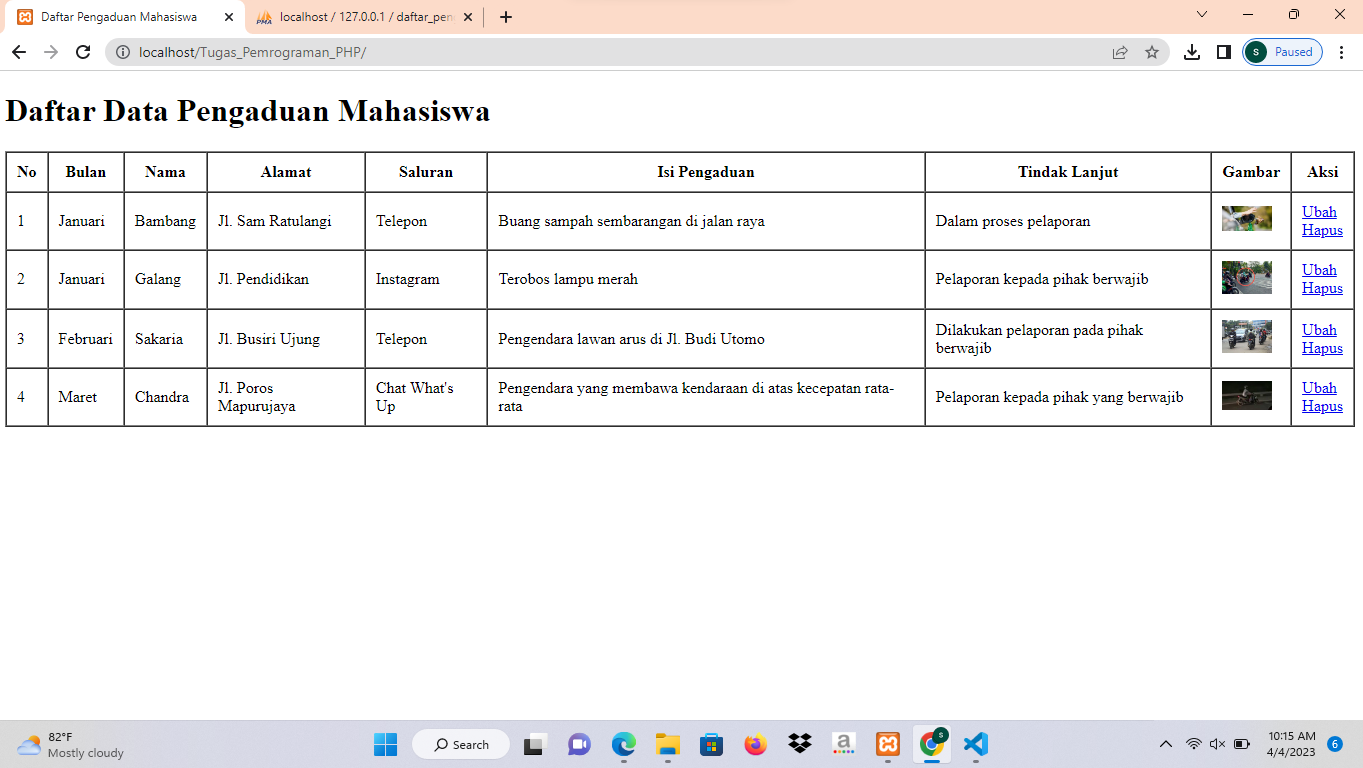 Daftar Pengaduan Mahasiswa
localhost / 127.0.0.1 / daftar_pen
localhost/Tugas_Pemrograman_PHP/
S
Paused
Daftar Data Pengaduan Mahasiswa
No Bulan Nama Alamat Saluran Isi Pengaduan Tindak Lanjut Gambar Aksi
1 Januari Bambang Jl. Sam Ratulangi Telepon Buang sampah sembarangan di jalan raya Dalam proses pelaporan Ubah
Hapus
2 Januari Galang Jl. Pendidikan Instagram Terobos lampu merah Pelaporan kepada pihak berwajib Ubah
Hapus
3 Februari Sakaria Jl. Busiri Ujung Telepon Pengendara lawan arus di Jl. Budi Utomo Dilakukan pelaporan pada pihak
berwajib Ubah
Hapus
4 Maret Chandra Jl. Poros
Mapurujaya Chat What's
Up Pengendara yang membawa kendaraan di atas kecepatan rata-
rata Pelaporan kepada pihak yang berwajib Ubah
Hapus
82°F
Mostly cloudy
Search
a
S
10:15 AM
4/4/2023
6